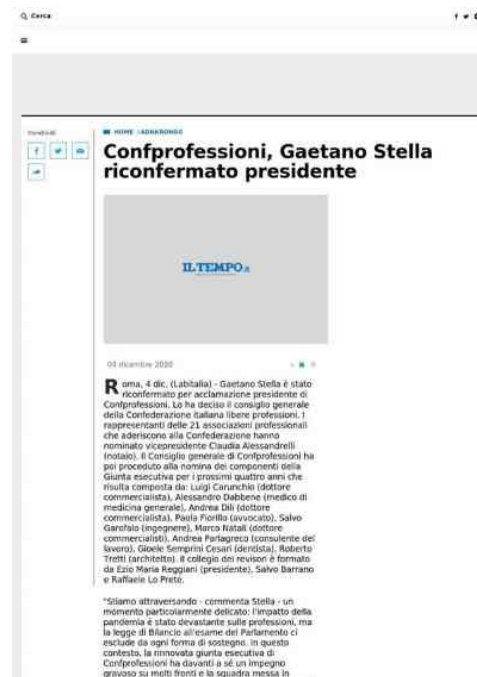 Cerca
Condividi
HOME / ADNKRONOS
Confprofessioni, Gaetano Stella
riconfermato presidente
IL TEMPO.it
04 dicembre 2020
Roma, 4 dic. (Labitalia) - Gaetano Stella è stato
riconfermato per acclamazione presidente di
Confprofessioni. Lo ha deciso il consiglio generale
della Confederazione italiana libere professioni. I
rappresentanti delle 21 associazioni professionali
che aderiscono alla Confederazione hanno
nominato vicepresidente Claudia Alessandrelli
(notaio). Il Consiglio generale di Confprofessioni ha
poi proceduto alla nomina dei componenti della
Giunta esecutiva per i prossimi quattro anni che
risulta composta da: Luigi Carunchio (dottore
commercialista), Alessandro Dabbene (medico di
medicina generale), Andrea Dili (dottore
commercialista), Paola Fiorillo (avvocato), Salvo
Garofalo (ingegnere), Marco Natali (dottore
commercialisti), Andrea Parlagreco (consulente del
lavoro), Gioele Semprini Cesari (dentista), Roberto
Tretti (architetto). Il collegio dei revisori è formato
da Ezio Maria Reggiani (presidente), Salvo Barrano
e Raffaele Lo Preto.
"Stiamo attraversando - commenta Stella - un
momento particolarmente delicato: l'impatto della
pandemia è stato devastante sulle professioni, ma
la legge di Bilancio all'esame del Parlamento ci
esclude da ogni forma di sostegno. In questo
contesto, la rinnovata giunta esecutiva di
Confprofessioni ha davanti a sé un impegno
gravoso su molti fronti e la squadra messa in